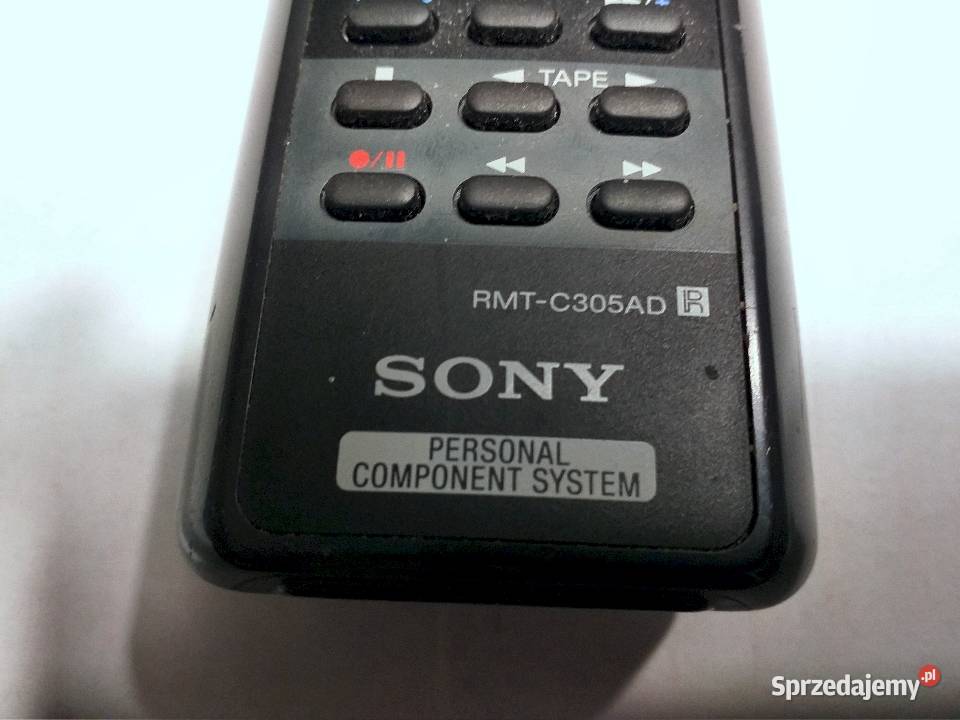 TAPE
RMT-C305AD R
SONY
PERSONAL
COMPONENT SYSTEM
Sprzedajemy.pl